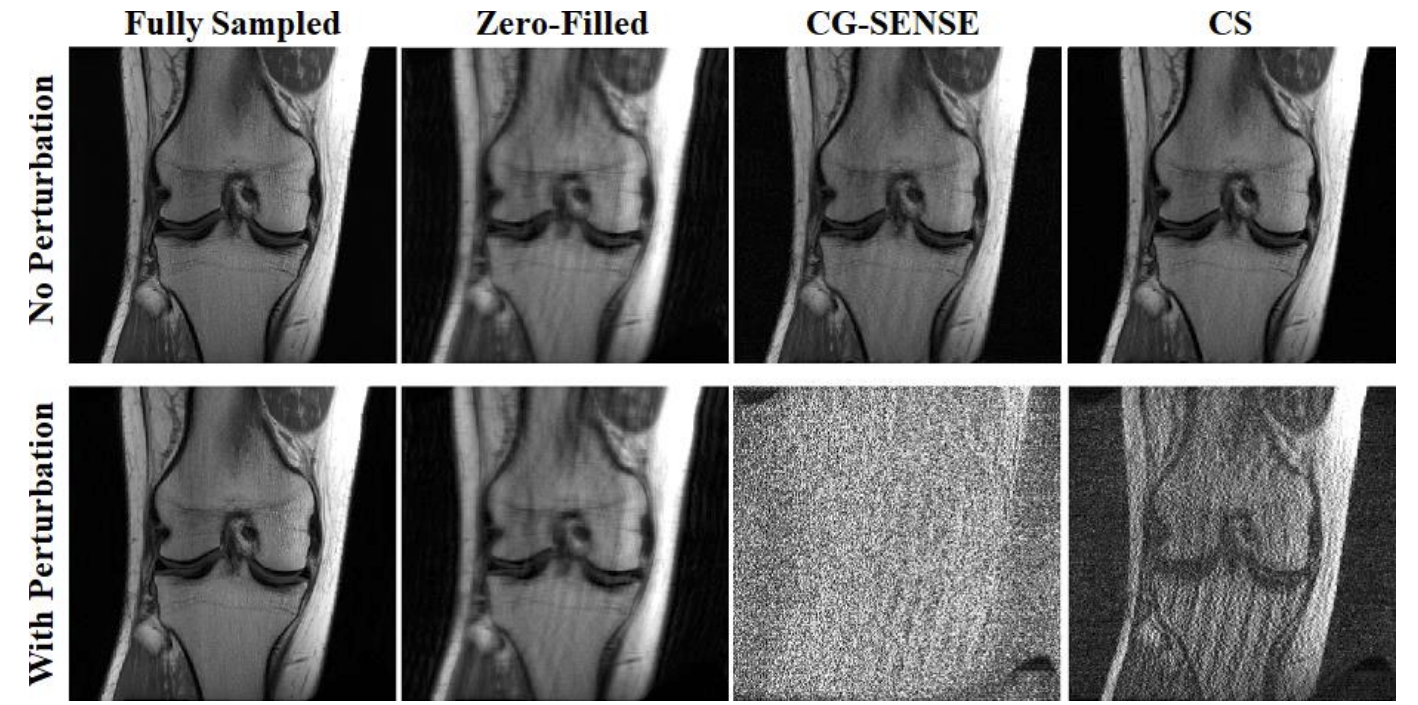 Fully Sampled
Zero-Filled
CG-SENSE
CS
No Perturbation
With Perturbation